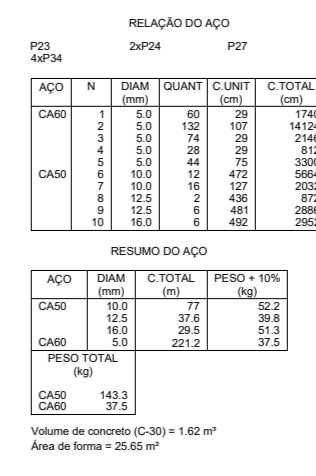 RELAÇÃO DO AÇO
P23 2xP24 P27
4xP34
AÇO N DIAM QUANT C.UNIT C.TOTAL
(mm) (cm) (cm)
CA60 1 5.0 60 29 1740
2 5.0 132 107 14124
3 5.0 74 29 2146
4 5.0 28 29 812
5 5.0 44 75 3300
CA50 6 10.0 12 472 5664
7 10.0 16 127 2032
8 12.5 2 436 872
9 12.5 6 481 2886
10 16.0 6 492 2952
RESUMO DO AÇO
AÇO DIAM C.TOTAL PESO + 10%
(mm) (m) (kg)
CA50 10.0 77 52.2
12.5 37.6 39.8
16.0 29.5 51.3
CA60 5.0 221.2 37.5
PESO TOTAL
(kg)
CA50 143.3
CA60 37.5
Volume de concreto (C-30) = 1.62 m³
Área de forma = 25.65 m²